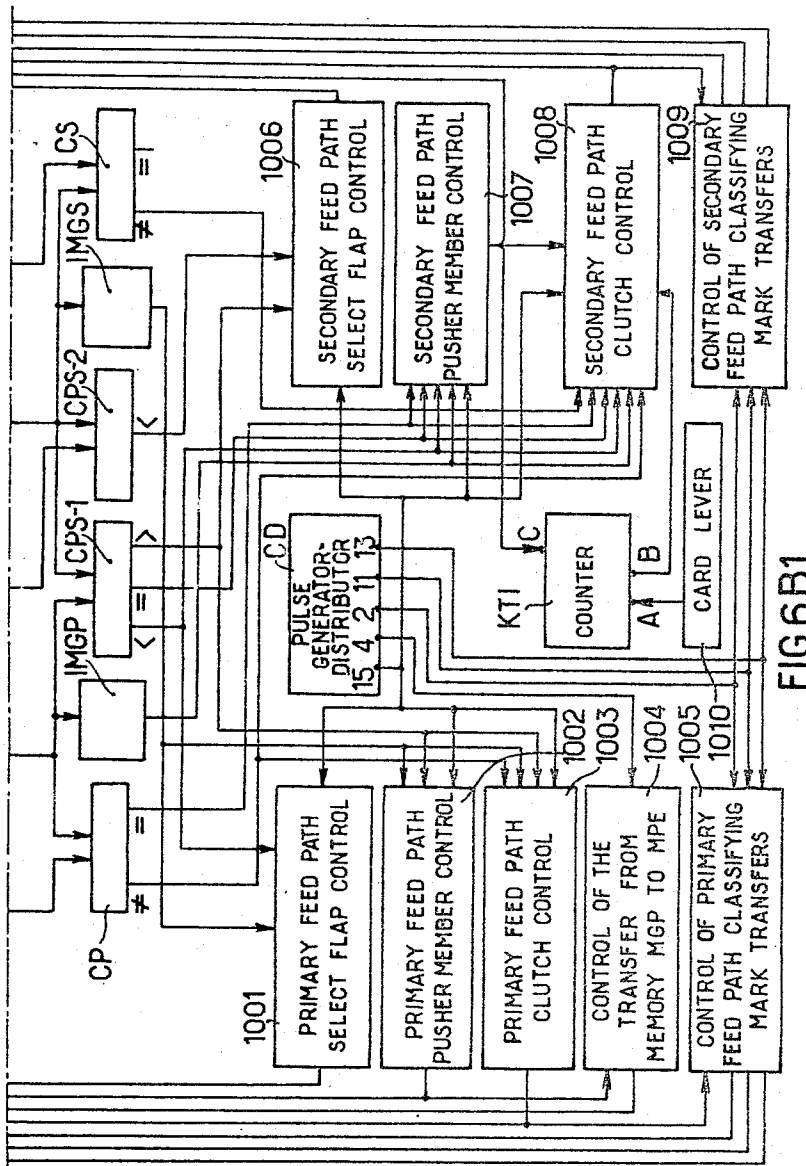 CP
IMGP
CPS-1
CPS-2
IMGS
CS
≠ =
< = >
<
≠ =
1001
PRIMARY FEED PATH
SELECT FLAP CONTROL
PRIMARY FEED PATH
PUSHER MEMBER CONTROL
1002
PRIMARY FEED PATH
CLUTCH CONTROL
1003
CONTROL OF THE
TRANSFER FROM
MEMORY MGP TO MPE
1004
CONTROL OF PRIMARY
FEED PATH CLASSIFYING
MARK TRANSFERS
1005
PULSE
GENERATOR-
DISTRIBUTOR
15 4 2 11 13
CD
KT1
COUNTER
C
A
B
CARD LEVER
1010
SECONDARY FEED PATH
SELECT FLAP CONTROL
1006
SECONDARY FEED PATH
PUSHER MEMBER CONTROL
1007
SECONDARY FEED PATH
CLUTCH CONTROL
1008
CONTROL OF SECONDARY
FEED PATH CLASSIFYING
MARK TRANSFERS
1009
FIG.6B1